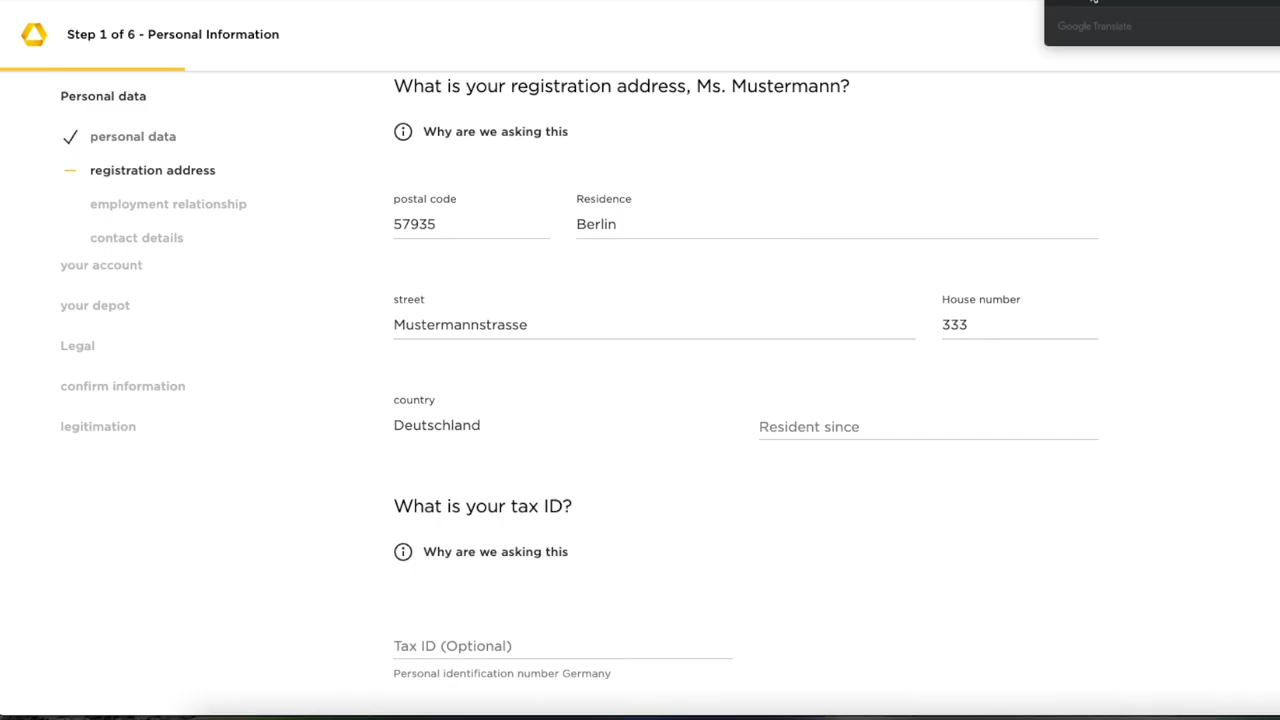 Step 1 of 6 - Personal Information
Google Translate
Personal data
personal data
registration address
employment relationship
contact details
your account
your depot
Legal
confirm information
legitimation
What is your registration address, Ms. Mustermann?
Why are we asking this
postal code
Residence
57935
Berlin
street
House number
Mustermannstrasse
333
country
Deutschland
Resident since
What is your tax ID?
Why are we asking this
Tax ID (Optional)
Personal identification number Germany